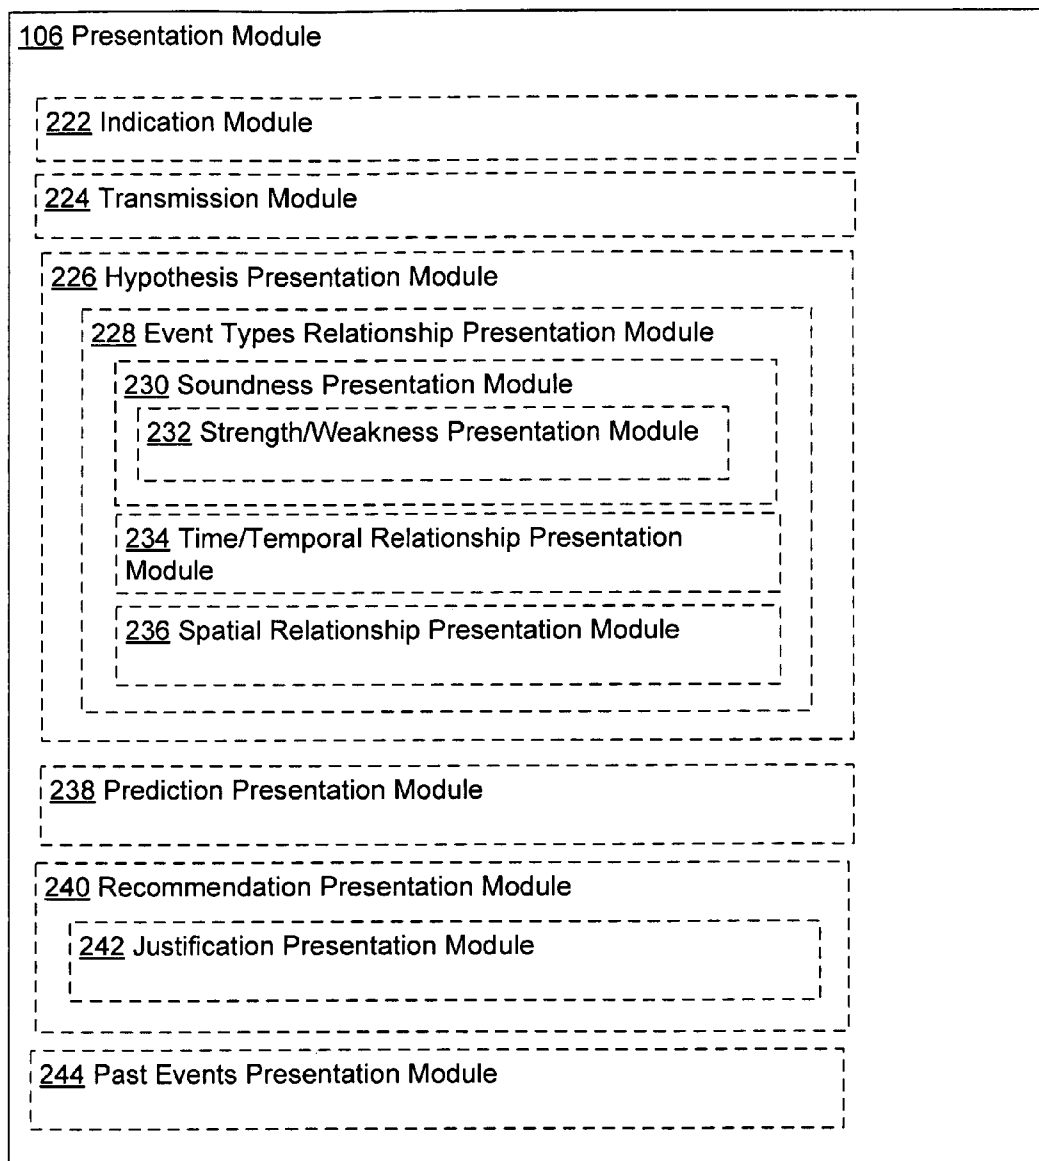 106 Presentation Module
222 Indication Module
224 Transmission Module
226 Hypothesis Presentation Module
228 Event Types Relationship Presentation Module
230 Soundness Presentation Module
232 Strength/Weakness Presentation Module
234 Time/Temporal Relationship Presentation
Module
236 Spatial Relationship Presentation Module
238 Prediction Presentation Module
240 Recommendation Presentation Module
242 Justification Presentation Module
244 Past Events Presentation Module